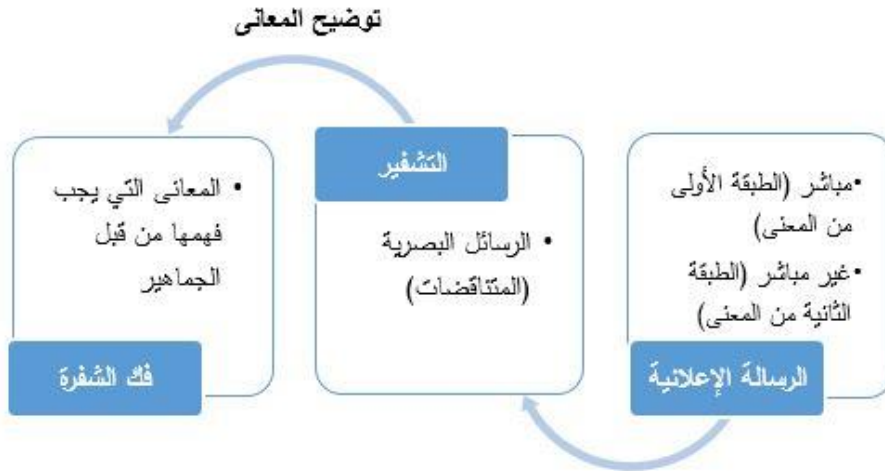 توضيح المعانى
•مباشر (الطبقة الأولى
من المعنى)
•غير مباشر (الطبقة
الثانية من المعنى)
الرسالة الإعلانية
التشفير
• الرسائل البصرية
(المتناقضات)
• المعانى التي يجب
فهمها من قبل
الجماهير
فك الشفرة